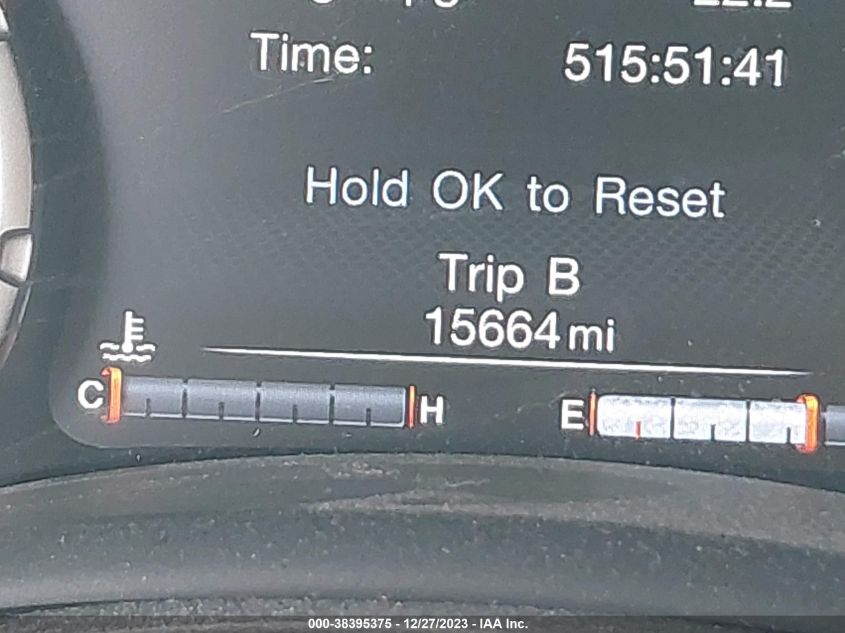 Time: 515:51:41
Hold OK to Reset
Trip B
15664 mi
C H E
000-38395375 - 12/27/2023 - IAA Inc.